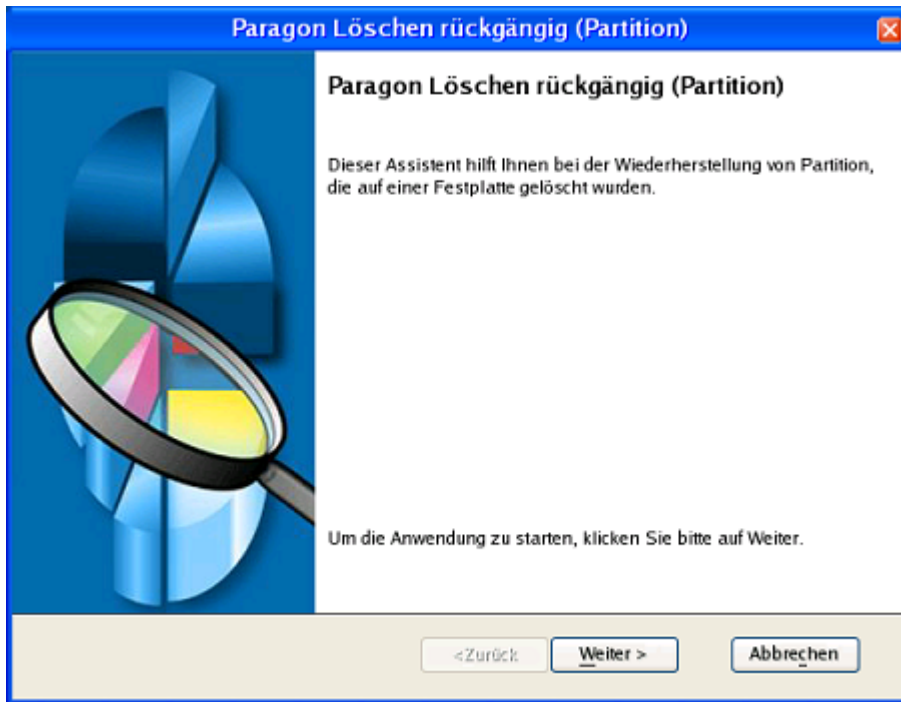 Paragon Löschen rückgängig (Partition)
Paragon Löschen rückgängig (Partition)
Dieser Assistent hilft Ihnen bei der Wiederherstellung von Partition,
die auf einer Festplatte gelöscht wurden.
Um die Anwendung zu starten, klicken Sie bitte auf Weiter.
<Zurück
Weiter >
Abbrechen